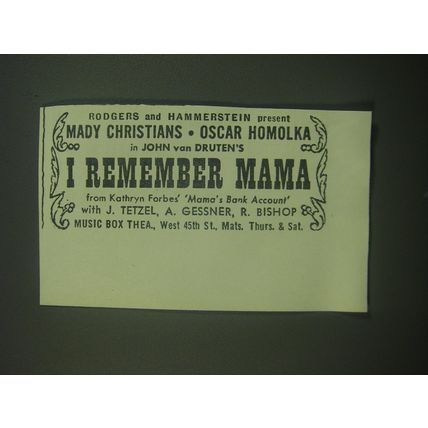 RODGERS and HAMMERSTEIN present
MADY CHRISTIANS • OSCAR HOMOLKA
in JOHN van DRUTEN'S
I REMEMBER MAMA
from Kathryn Forbes' 'Mama's Bank Account'
with J. TETZEL, A. GESSNER, R. BISHOP
MUSIC BOX THEA., West 45th St., Mats. Thurs. & Sat.